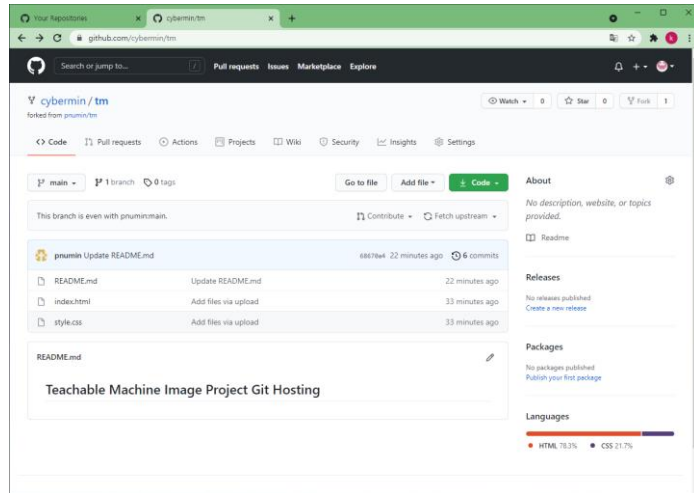 Your Repositories
cybermin/tm
github.com/cybermin/tm
Search or jump to...
Pull requests Issues Marketplace Explore
cybermin / tm
forked from pnumin/tm
Watch 0 Star 0 Fork 1
Code Pull requests Actions Projects Wiki Security Insights Settings
main 1 branch 0 tags Go to file Add file Code
This branch is even with pnumin:main. Contribute Fetch upstream
pnumin Update README.md 22 minutes ago 6 commits
README.md Update README.md 22 minutes ago
index.html Add files via upload 33 minutes ago
style.css Add files via upload 33 minutes ago
README.md
Teachable Machine Image Project Git Hosting
About
No description, website, or topics
provided.
Readme
Releases
No releases published
Create a new release
Packages
No packages published
Publish your first package
Languages
HTML 78.3% CSS 21.7%